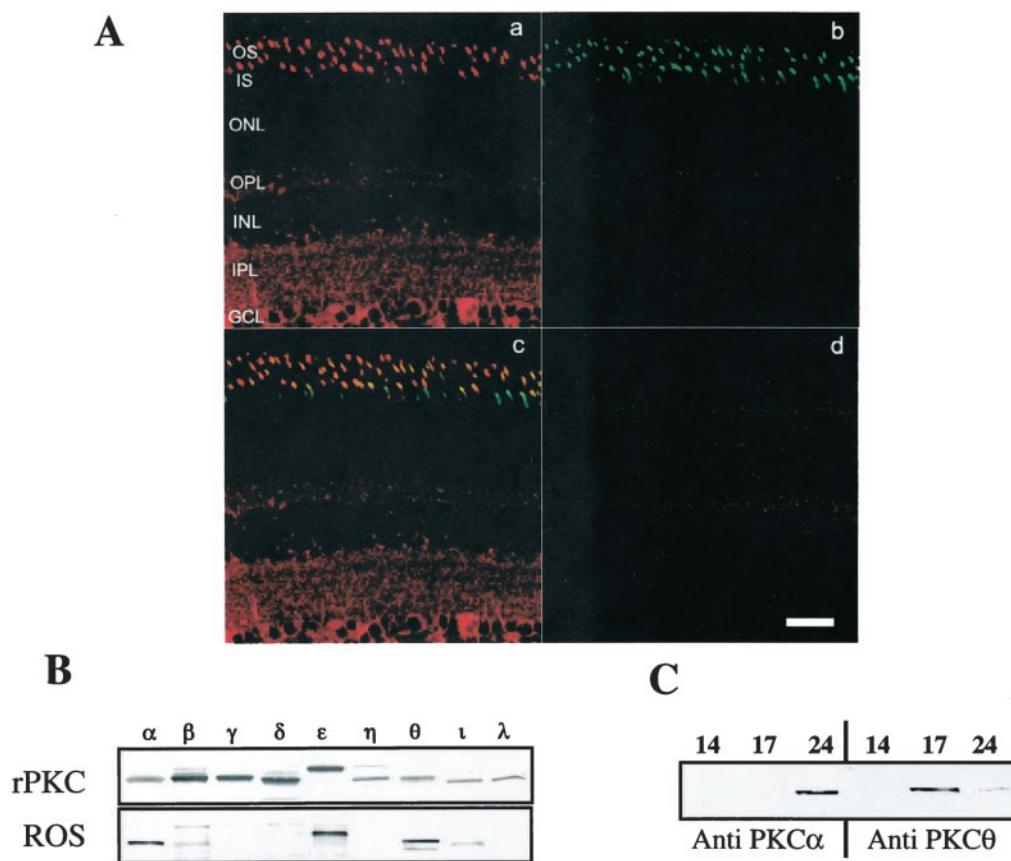 A
a
b
OS
IS
ONL
OPL
INL
IPL
GCL
c
d
B
α β γ δ ε η θ ι λ
rPKC
ROS
C
14 17 24 14 17 24
Anti PKCα Anti PKCθ